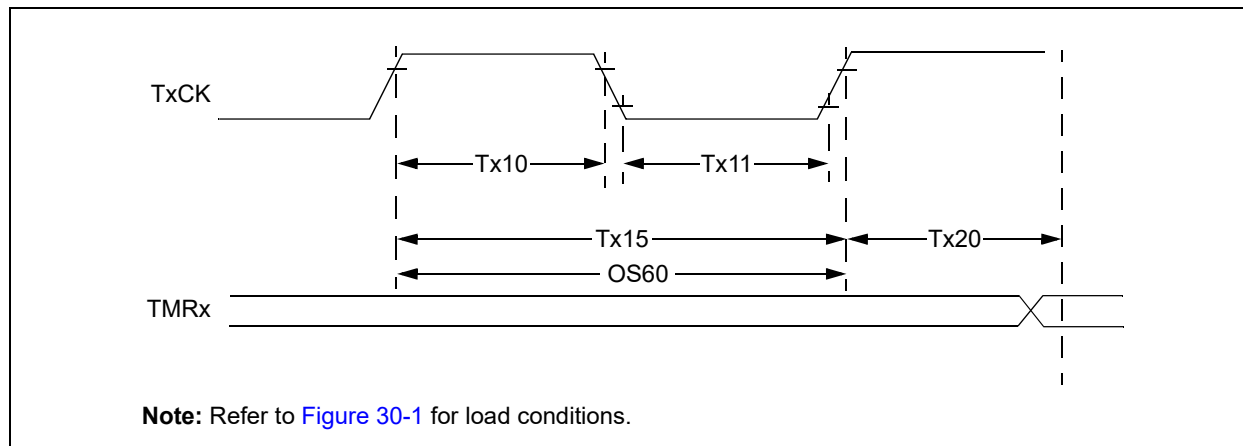 TxCK
Tx10
Tx11
Tx15
Tx20
OS60
TMRx
Note: Refer to Figure 30-1 for load conditions.